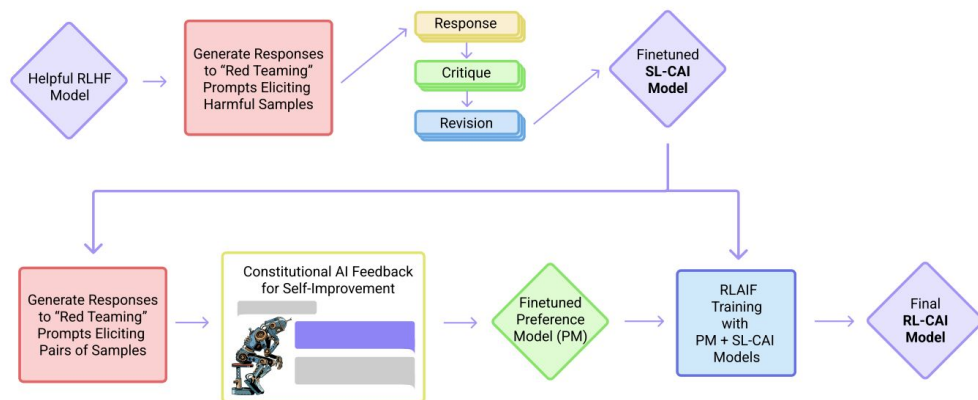 Helpful RLHF
Model
Generate Responses
to “Red Teaming”
Prompts Eliciting
Harmful Samples
Response
Critique
Revision
Finetuned
SL-CAI
Model
Generate Responses
to “Red Teaming”
Prompts Eliciting
Pairs of Samples
Constitutional AI Feedback
for Self-Improvement
Finetuned
Preference
Model (PM)
RLAIF
Training
with
PM + SL-CAI
Models
Final
RL-CAI
Model